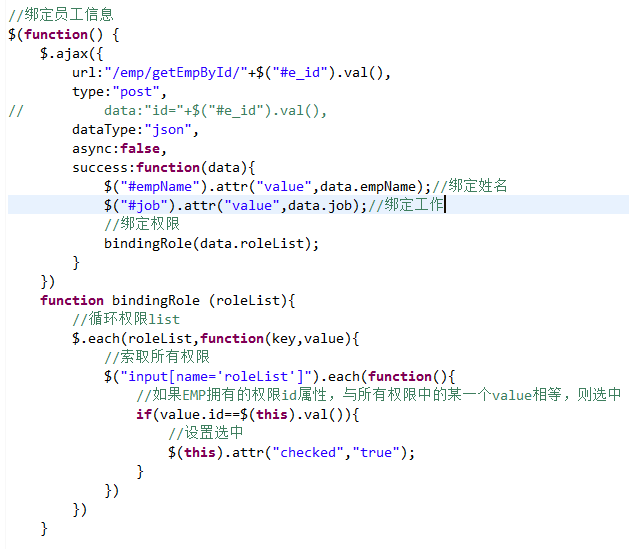 //绑定员工信息
$(function() {
    $.ajax({
        url:"/emp/getEmpById/"+$("#e_id").val(),
        type:"post",
//          data:"id="+$("#e_id").val(),
        dataType:"json",
        async:false,
        success:function(data){
            $("#empName").attr("value",data.empName);//绑定姓名
            $("#job").attr("value",data.job);//绑定工作
            //绑定权限
            bindingRole(data.roleList);
        }
    })
    function bindingRole (roleList){
        //循环权限list
        $.each(roleList,function(key,value){
            //索取所有权限
            $("input[name='roleList']").each(function(){
                //如果EMP拥有的权限id属性，与所有权限中的某一个value相等，则选中
                if(value.id==$(this).val()){
                    //设置选中
                    $(this).attr("checked","true");
                }
            })
        })
    }